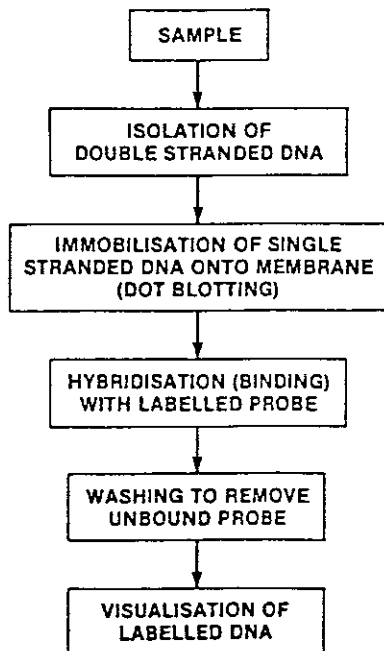 SAMPLE
ISOLATION OF
DOUBLE STRANDED DNA
IMMOBILISATION OF SINGLE
STRANDED DNA ONTO MEMBRANE
(DOT BLOTTING)
HYBRIDISATION (BINDING)
WITH LABELLED PROBE
WASHING TO REMOVE
UNBOUND PROBE
VISUALISATION OF
LABELLED DNA